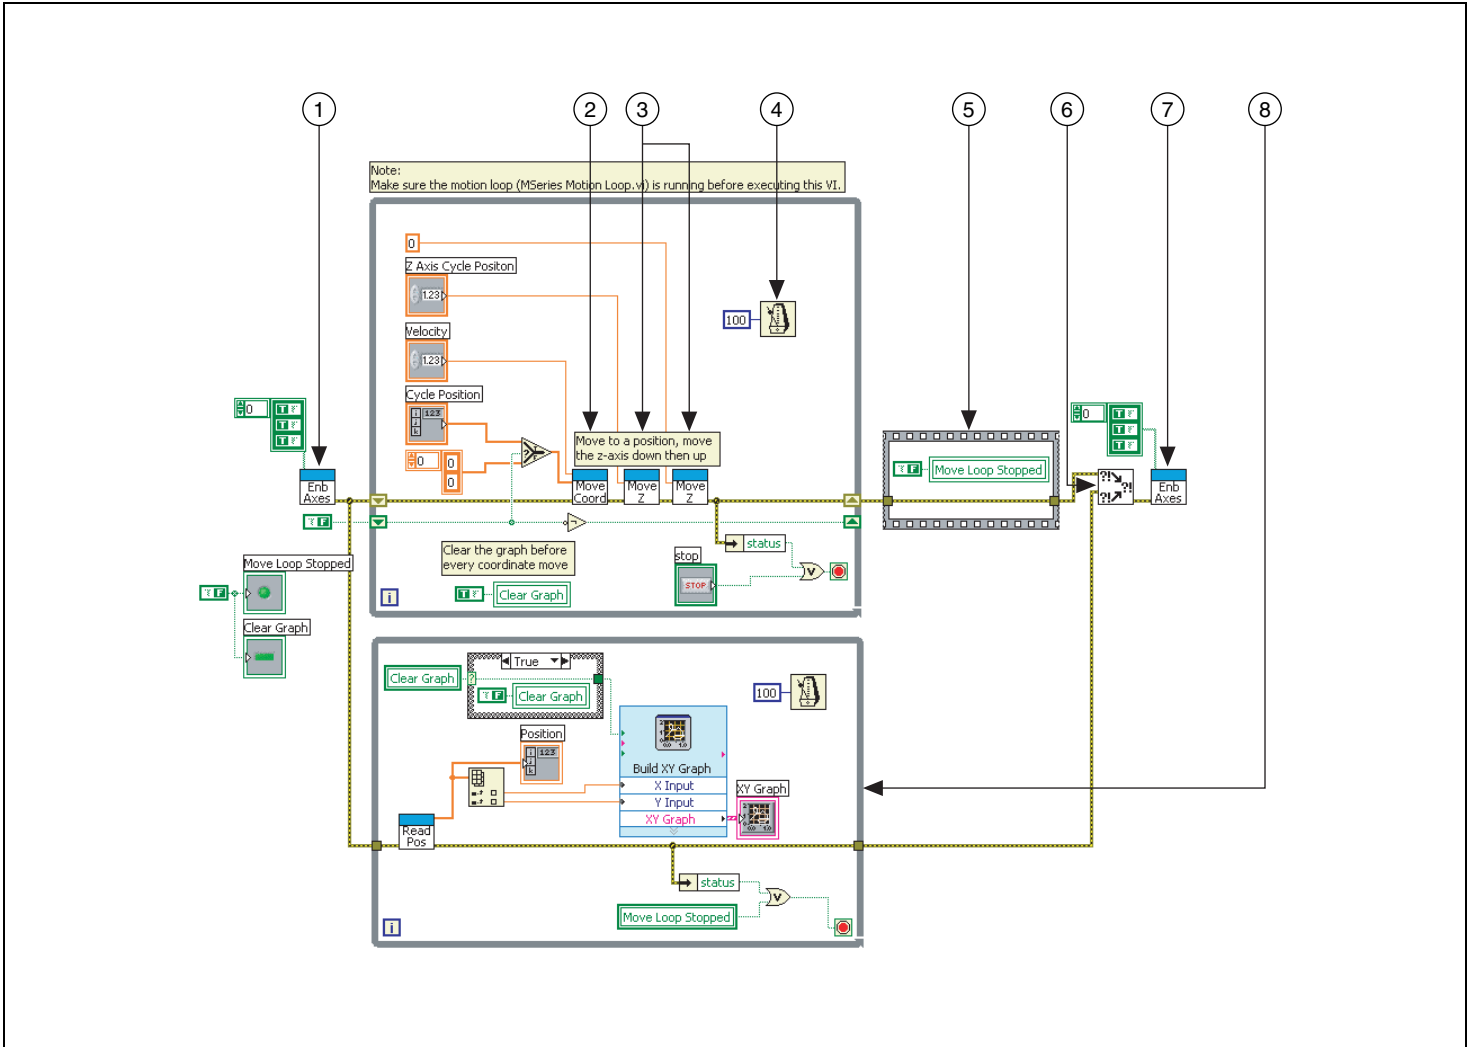 1 2 3 4 5 6 7 8
Note:
Make sure the motion loop (MSeries Motion Loop.vi) is running before executing this VI.
0
Z Axis Cycle Positon
1.23
100
Velocity
1.23
Cycle Position
i 123
j
k
0
T
T
T
0
0
0
Move to a position, move
the z-axis down then up
Enb
Axes
Move
Coord
Move
Z
Move
Z
F
Move Loop Stopped
0
T
T
T
?!
?!
?!
Enb
Axes
F
Clear the graph before
every coordinate move
status
stop
STOP
V
T
Clear Graph
i
Move Loop Stopped
F
Clear Graph
True
Clear Graph
?
F
Clear Graph
100
Position
i 123
j
k
Build XY Graph
X Input
Y Input
XY Graph
XY Graph
Read
Pos
status
V
Move Loop Stopped
i